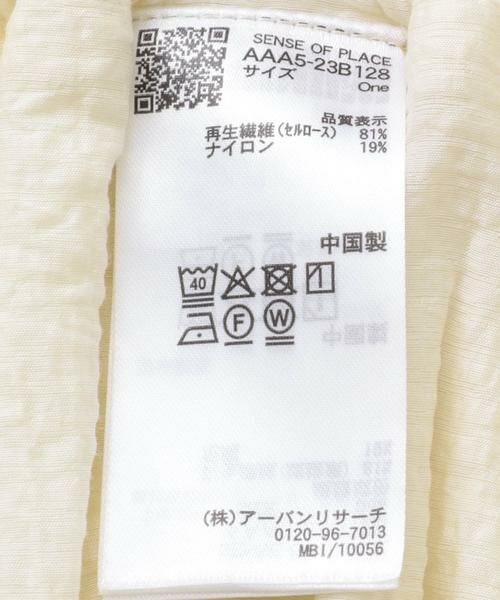 SENSE OF PLACE
AAA5-23B128
サイズ One
品質表示
再生繊維(セルロース) 81%
ナイロン 19%
中国製
40
F W
(株)アーバンリサーチ
0120-96-7013
MBI/10056